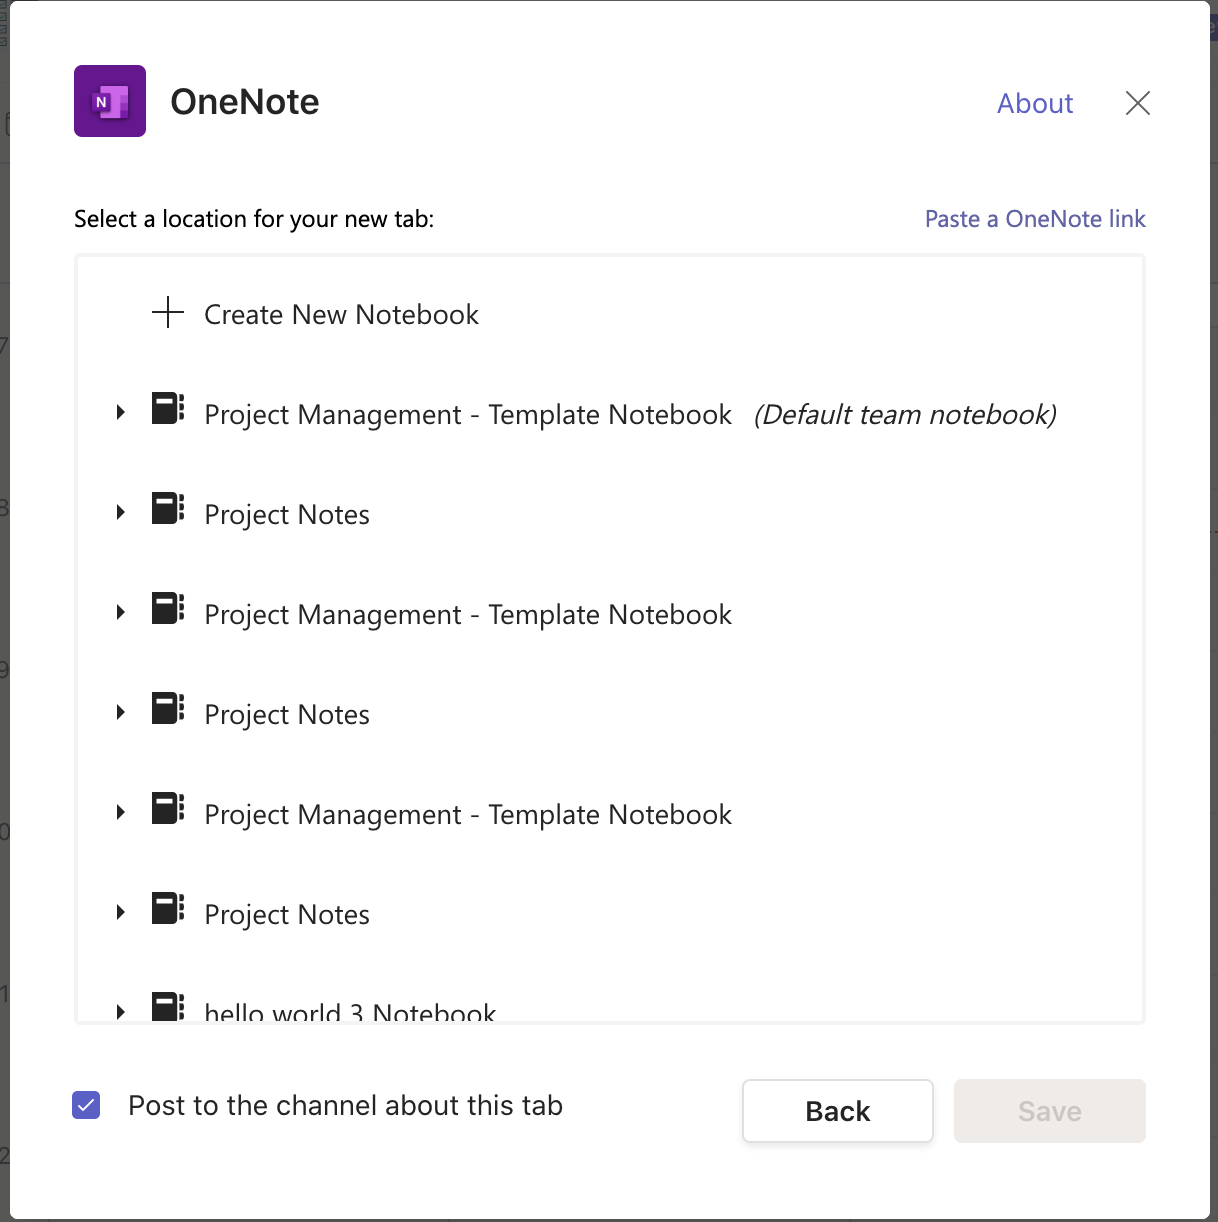 OneNote
About
Select a location for your new tab:
Paste a OneNote link
Create New Notebook
Project Management - Template Notebook (Default team notebook)
Project Notes
Project Management - Template Notebook
Project Notes
Project Management - Template Notebook
Project Notes
hello world 3 Notebook
Post to the channel about this tab
Back
Save